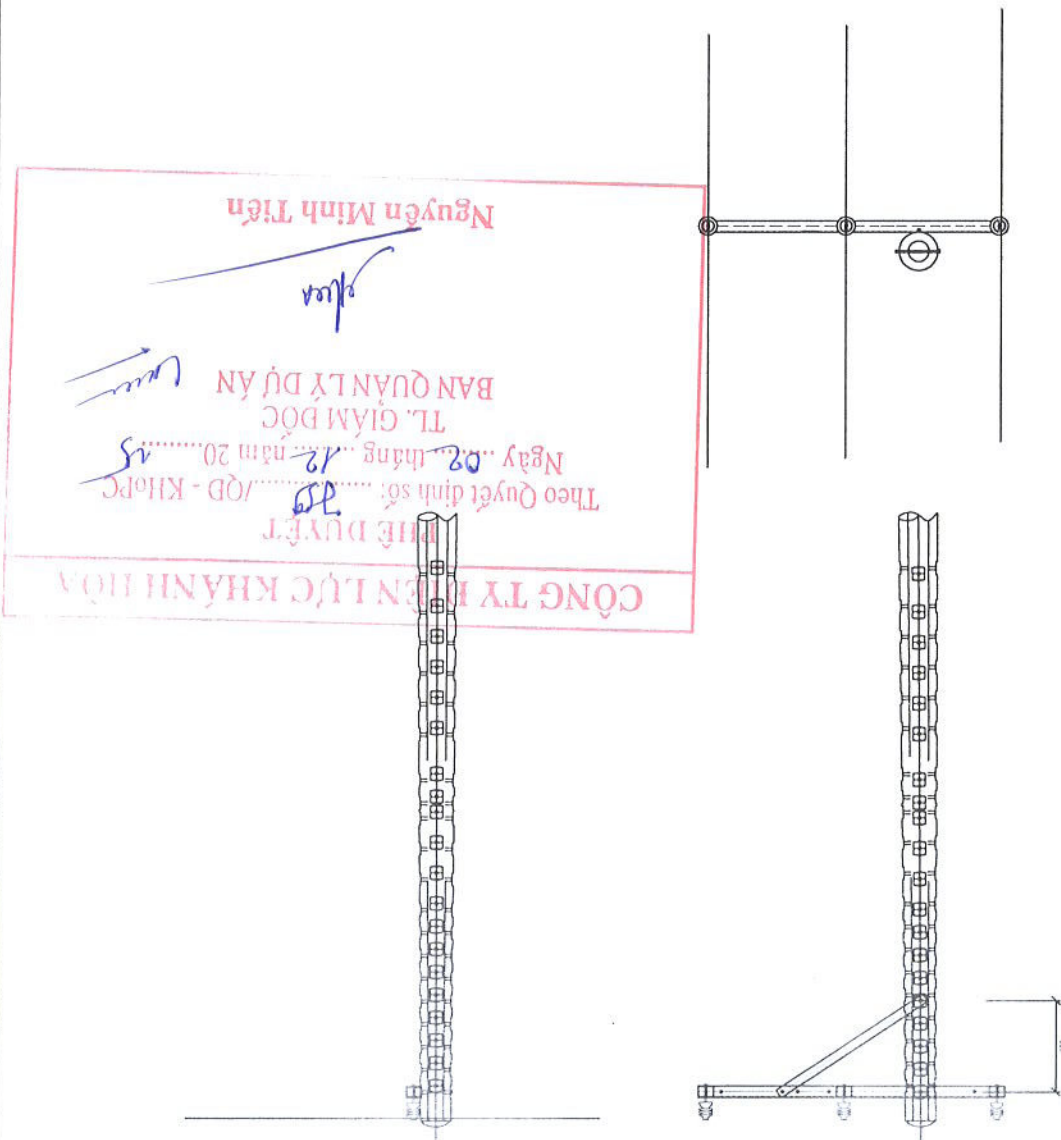 CÔNG TY ĐIỆN LỰC KHÁNH HÒA
PHÊ DUYỆT
Theo Quyết định số: ................../QĐ - KHoPC
Ngày ...02... tháng ...12... năm 20...15...
TL. GIÁM ĐỐC
BAN QUẢN LÝ DỰ ÁN
Nguyễn Minh Tiến